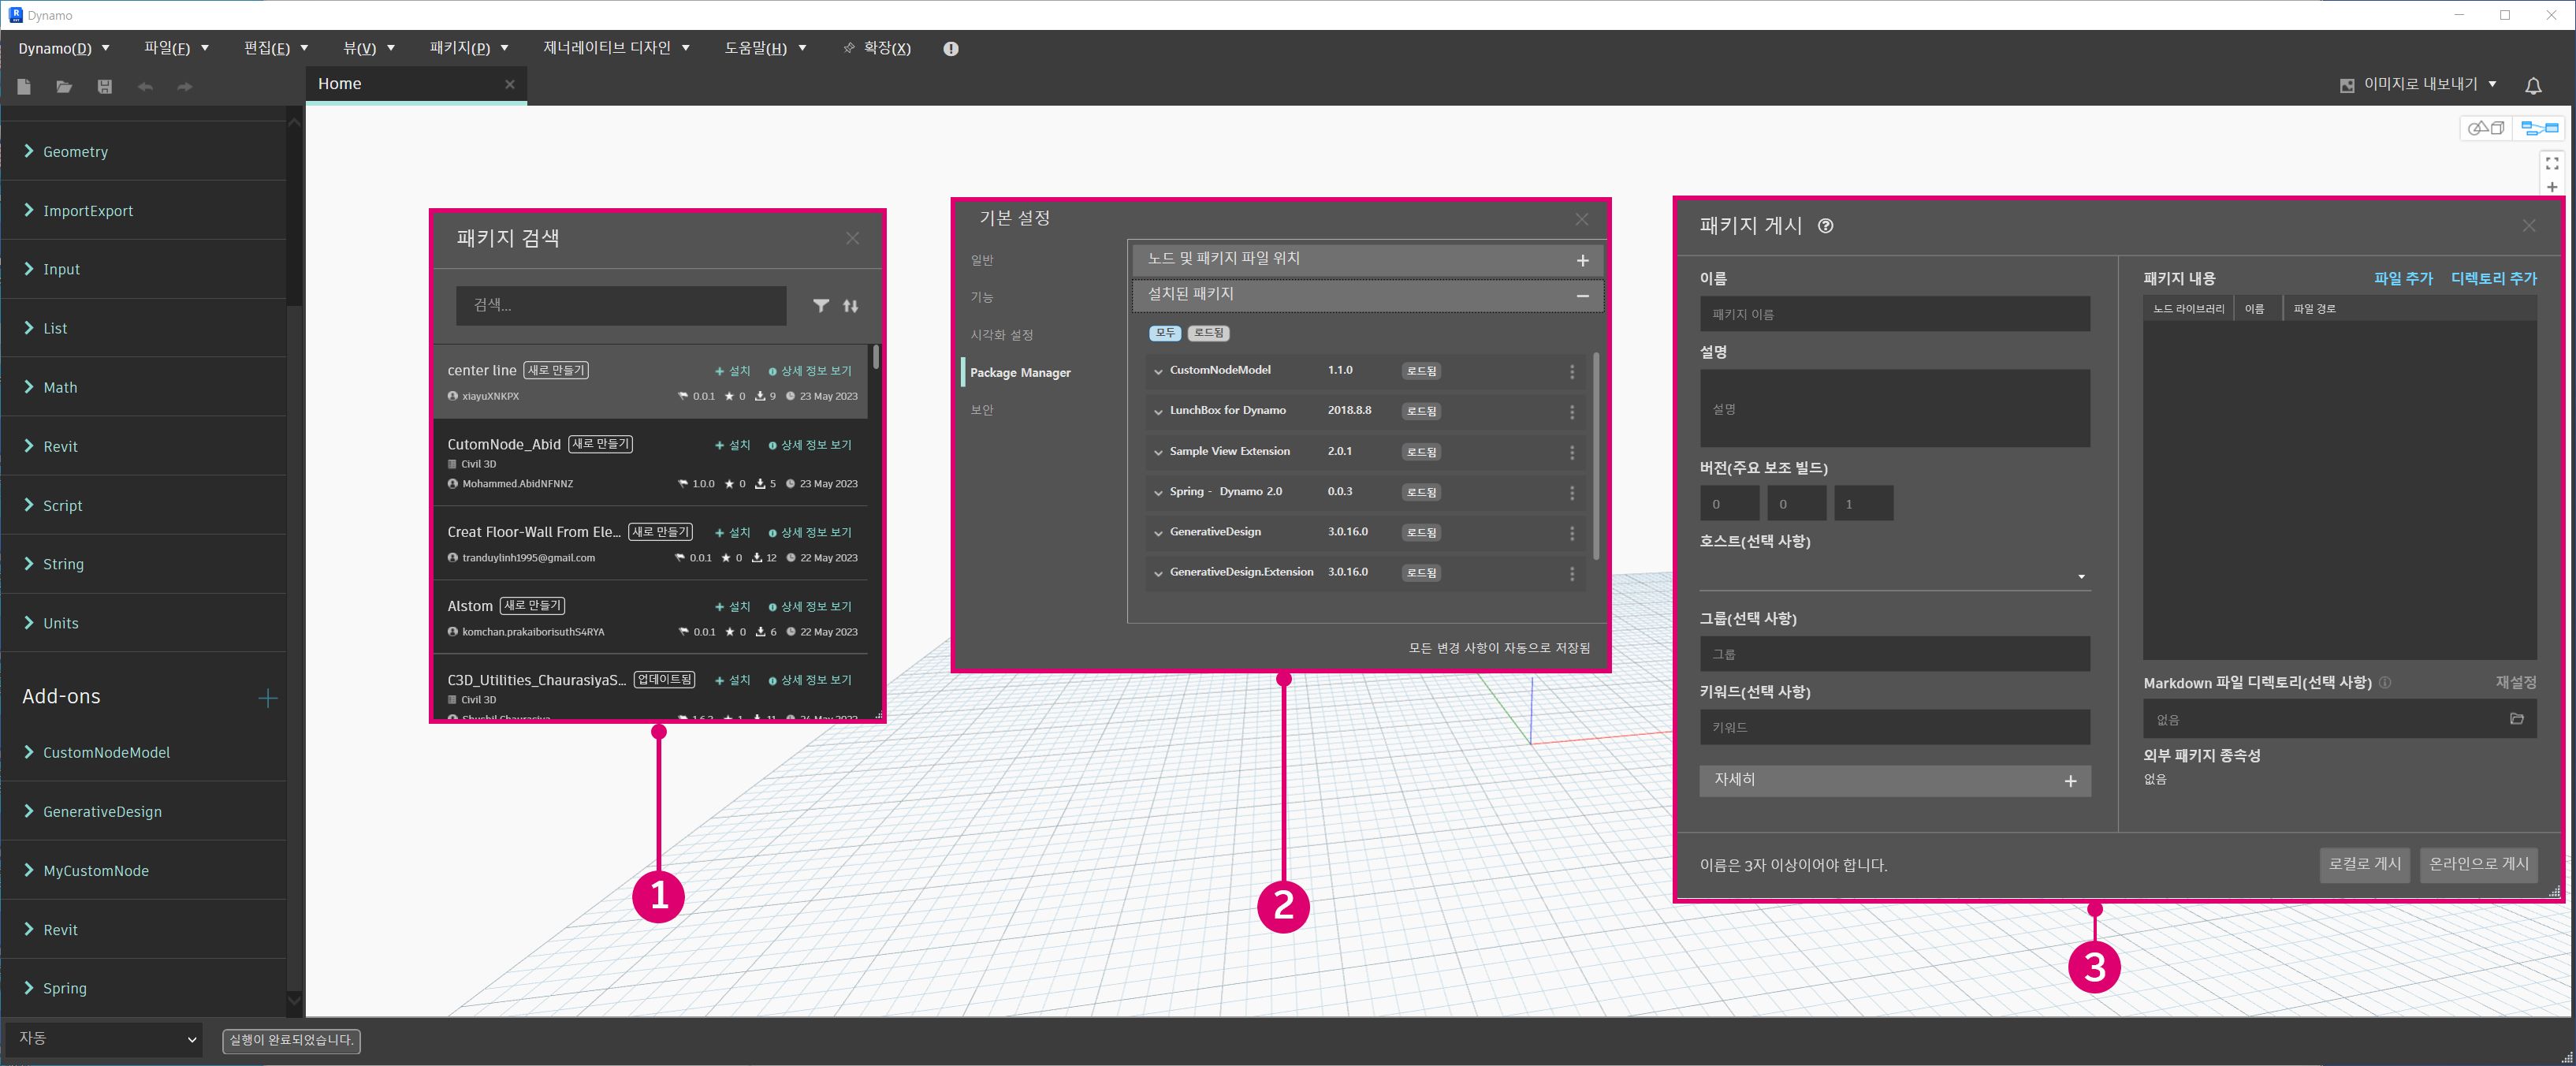 Dynamo
Dynamo(D) 파일(F) 편집(E) 뷰(V) 패키지(P) 제너레이티브 디자인 도움말(H) 확장(X)
Home
이미지로 내보내기
Geometry
ImportExport
Input
List
Math
Revit
Script
String
Units
Add-ons
CustomNodeModel
GenerativeDesign
MyCustomNode
Revit
Spring
자동
실행이 완료되었습니다.
패키지 검색
검색...
center line 새로 만들기 설치 상세 정보 보기
xiayuXNKPX 0.0.1 0 9 23 May 2023
CutomNode_Abid 새로 만들기 설치 상세 정보 보기
Civil 3D
Mohammed.AbidNFNNZ 1.0.0 0 5 23 May 2023
Creat Floor-Wall From Ele... 새로 만들기 설치 상세 정보 보기
tranduylinh1995@gmail.com 0.0.1 0 12 22 May 2023
Alstom 새로 만들기 설치 상세 정보 보기
komchan.prakaiborisuthS4RYA 0.0.1 0 6 22 May 2023
C3D_Utilities_ChaurasiyaS... 업데이트됨 설치 상세 정보 보기
Civil 3D
1
기본 설정
일반
기능
시각화 설정
Package Manager
보안
노드 및 패키지 파일 위치
설치된 패키지
모두 로드됨
CustomNodeModel 1.1.0 로드됨
LunchBox for Dynamo 2018.8.8 로드됨
Sample View Extension 2.0.1 로드됨
Spring - Dynamo 2.0 0.0.3 로드됨
GenerativeDesign 3.0.16.0 로드됨
GenerativeDesign.Extension 3.0.16.0 로드됨
모든 변경 사항이 자동으로 저장됨
2
패키지 게시
이름
패키지 이름
설명
설명
버전(주요 보조 빌드)
0 0 1
호스트(선택 사항)
그룹(선택 사항)
그룹
키워드(선택 사항)
키워드
자세히
패키지 내용 파일 추가 디렉토리 추가
노드 라이브러리 이름 파일 경로
Markdown 파일 디렉토리(선택 사항) 재설정
없음
외부 패키지 종속성
없음
이름은 3자 이상이어야 합니다.
로컬로 게시 온라인으로 게시
3